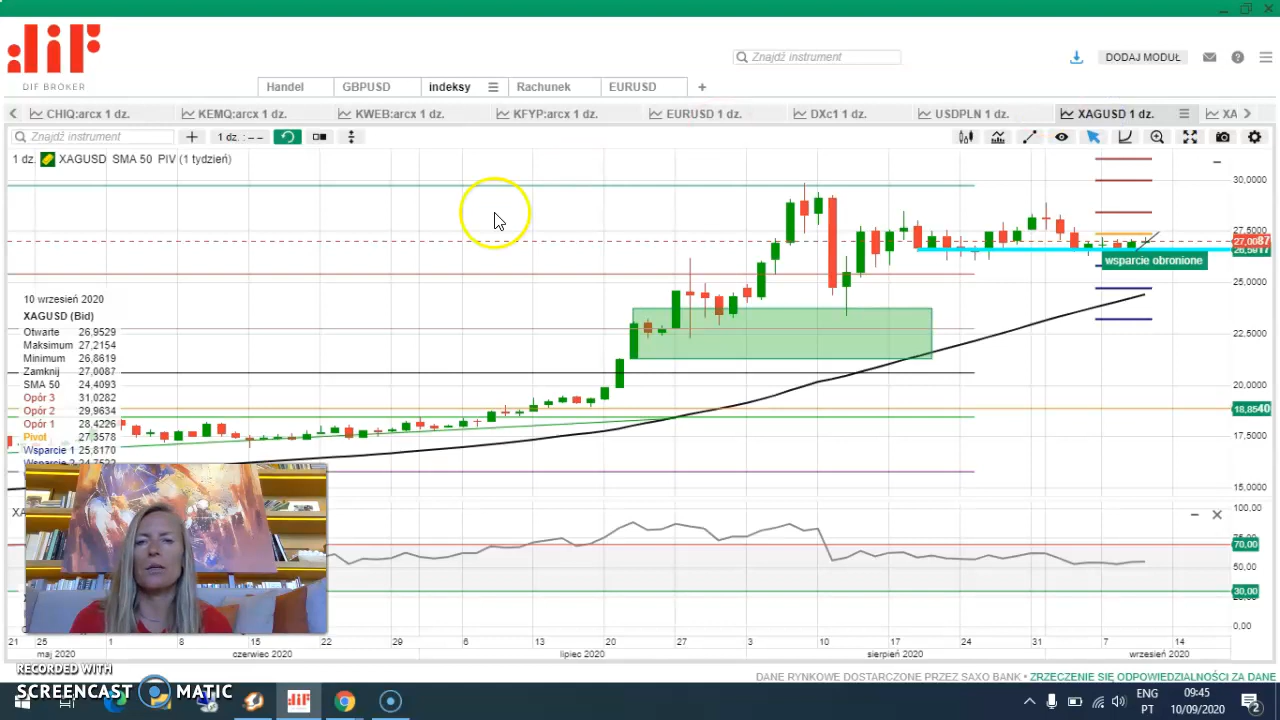 dif
DIF BRÓKER
Znajdź instrument
DODAJ MODUŁ
Handel
GBPUSD
indeksy
Rachunek
EURUSD
CHIQ:arcx 1 dz.
KEMQ:arcx 1 dz.
KWEB:arcx 1 dz.
KFYP:arcx 1 dz.
EURUSD 1 dz.
DXc1 1 dz.
USDPLN 1 dz.
XAGUSD 1 dz.
XA
Znajdź instrument
1 dz. : – –
1 dz. XAGUSD SMA 50 PIV (1 tydzień)
30,0000
27,5000
27,0087
25,0000
22,5000
20,0000
18,8540
17,5000
15,0000
wsparcie obronione
10 wrzesień 2020
XAGUSD (Bid)
Otwarte 26,9529
Maksimum 27,2154
Minimum 26,8619
Zamknij 27,0087
SMA 50 24,4093
Opór 3 31,0282
Opór 2 29,9634
Opór 1 28,4226
Pivot 27,3578
Wsparcie 1 25,8170
100,00
70,00
50,00
30,00
0,00
21 25 1 8 15 22 29 6 13 20 27 3 10 17 24 31 7 14
maj 2020 czerwiec 2020 lipiec 2020 sierpień 2020 wrzesień 2020
RECORDED WITH
SCREENCAST MATIC
DANE RYNKOWE DOSTARCZONE PRZEZ SAXO BANK • ZRZECZENIE SIĘ ODPOWIEDZIALNOŚCI ZA DANE
ENG
PT
09:45
10/09/2020
2